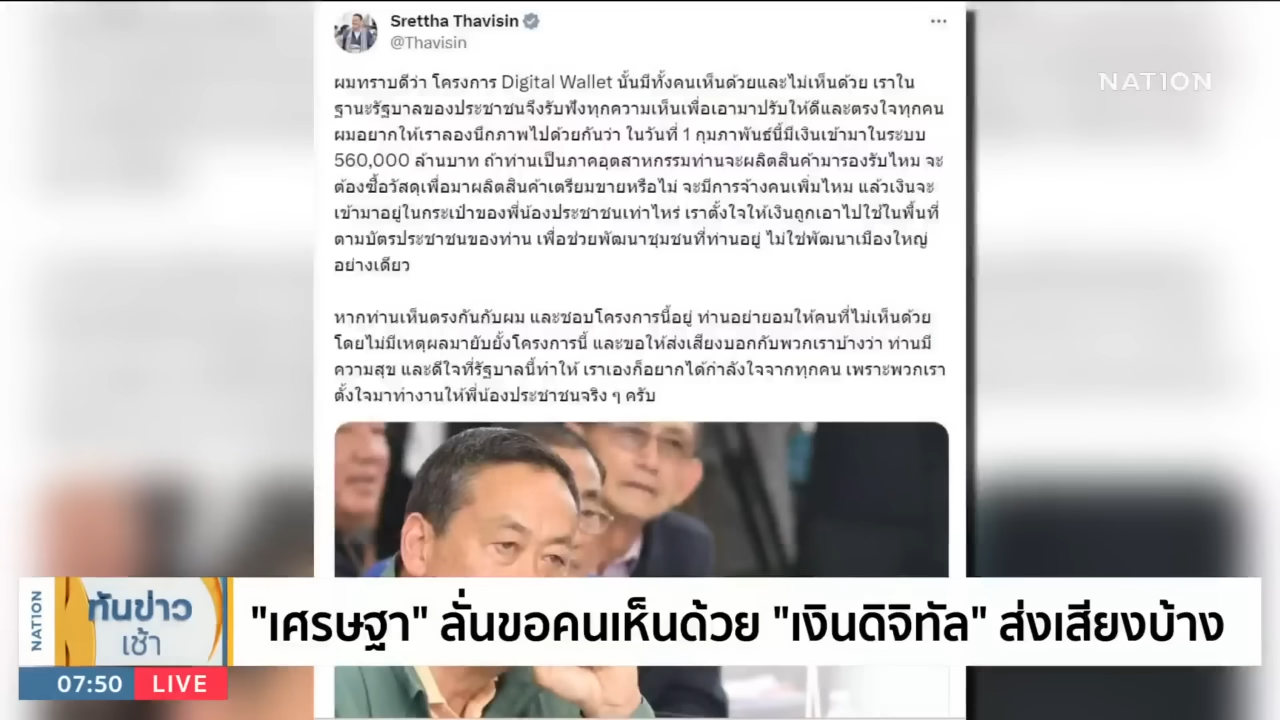 Srettha Thavisin
@Thavisin
NATION
ผมทราบดีว่า โครงการ Digital Wallet นั้นมีทั้งคนเห็นด้วยและไม่เห็นด้วย เราใน
ฐานะรัฐบาลของประชาชนจึงรับฟังทุกความเห็นเพื่อเอามาปรับให้ดีและตรงใจทุกคน
ผมอยากให้เราลองนึกภาพไปด้วยกันว่า ในวันที่ 1 กุมภาพันธ์นี้มีเงินเข้ามาในระบบ
560,000 ล้านบาท ถ้าท่านเป็นภาคอุตสาหกรรมท่านจะผลิตสินค้ามารองรับไหม จะ
ต้องซื้อวัสดุเพื่อมาผลิตสินค้าเตรียมขายหรือไม่ จะมีการจ้างคนเพิ่มไหม แล้วเงินจะ
เข้ามาอยู่ในกระเป๋าของพี่น้องประชาชนเท่าไหร่ เราตั้งใจให้เงินถูกเอาไปใช้ในพื้นที่
ตามบัตรประชาชนของท่าน เพื่อช่วยพัฒนาชุมชนที่ท่านอยู่ ไม่ใช่พัฒนาเมืองใหญ่
อย่างเดียว
หากท่านเห็นตรงกันกับผม และชอบโครงการนี้อยู่ ท่านอย่ายอมให้คนที่ไม่เห็นด้วย
โดยไม่มีเหตุผลมายับยั้งโครงการนี้ และขอให้ส่งเสียงบอกกับพวกเราบ้างว่า ท่านมี
ความสุข และดีใจที่รัฐบาลนี้ทำให้ เราเองก็อยากได้กำลังใจจากทุกคน เพราะพวกเรา
ตั้งใจมาทำงานให้พี่น้องประชาชนจริง ๆ ครับ
NATION
ทันข่าว
เช้า
"เศรษฐา" ลั่นขอคนเห็นด้วย "เงินดิจิทัล" ส่งเสียงบ้าง
07:50 LIVE